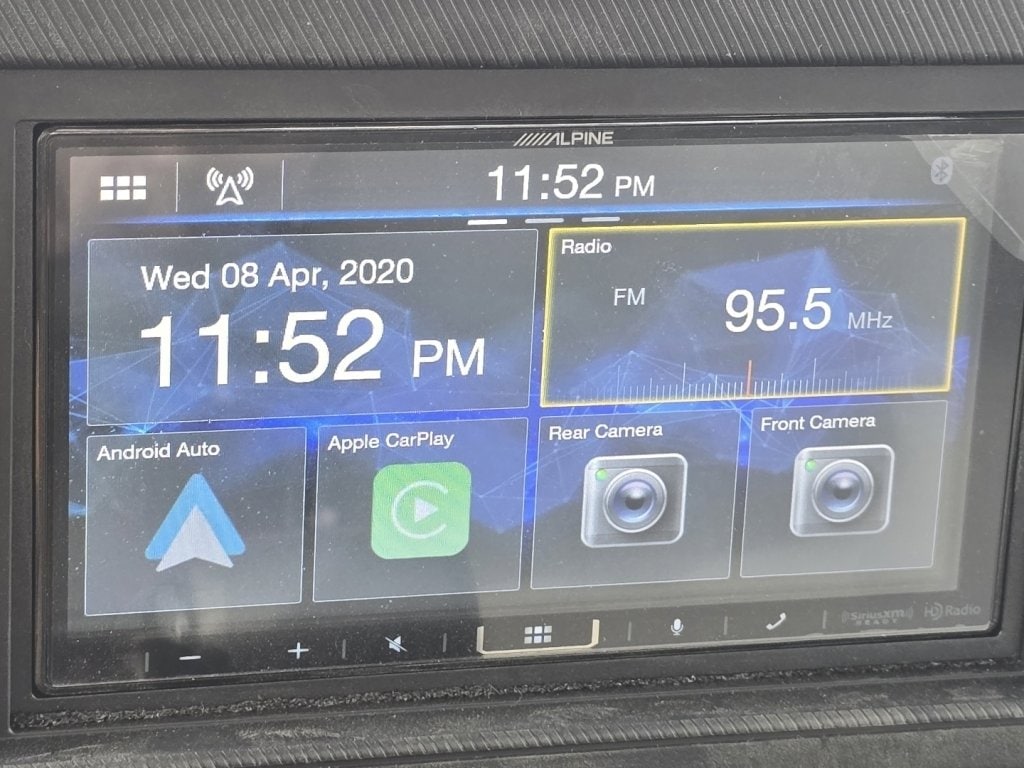 ALPINE
11:52 PM
Wed 08 Apr, 2020
11:52 PM
Radio
FM 95.5 MHz
Android Auto
Apple CarPlay
Rear Camera
Front Camera
SiriusXM
READY
HD Radio